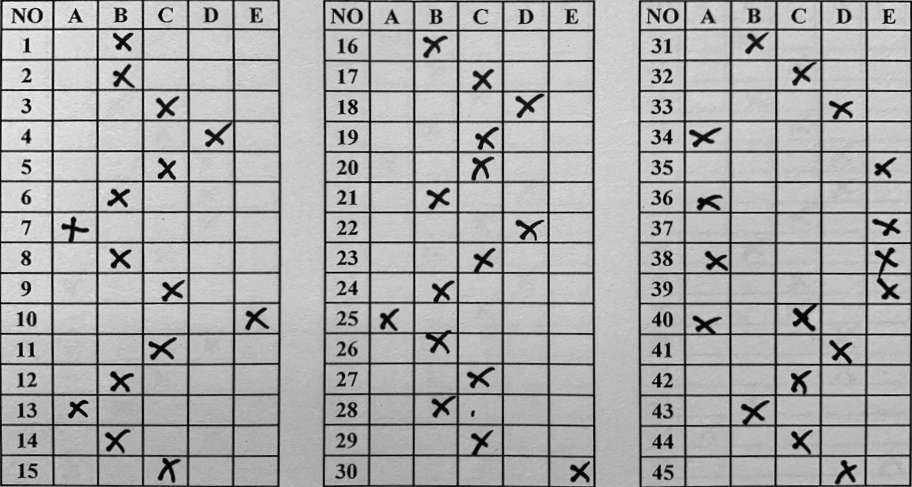 NO A B C D E NO A B C D E NO A B C D E
1 X 16 X 31 X
2 X 17 X 32 X
3 X 18 X 33 X
4 X 19 X 34 X
5 X 20 X 35 X
6 X 21 X 36 X
7 X 22 X 37 X
8 X 23 X 38 X X
9 X 24 X 39 X
10 X 25 X 40 X X
11 X 26 X 41 X
12 X 27 X 42 X
13 X 28 X 43 X
14 X 29 X 44 X
15 X 30 X 45 X